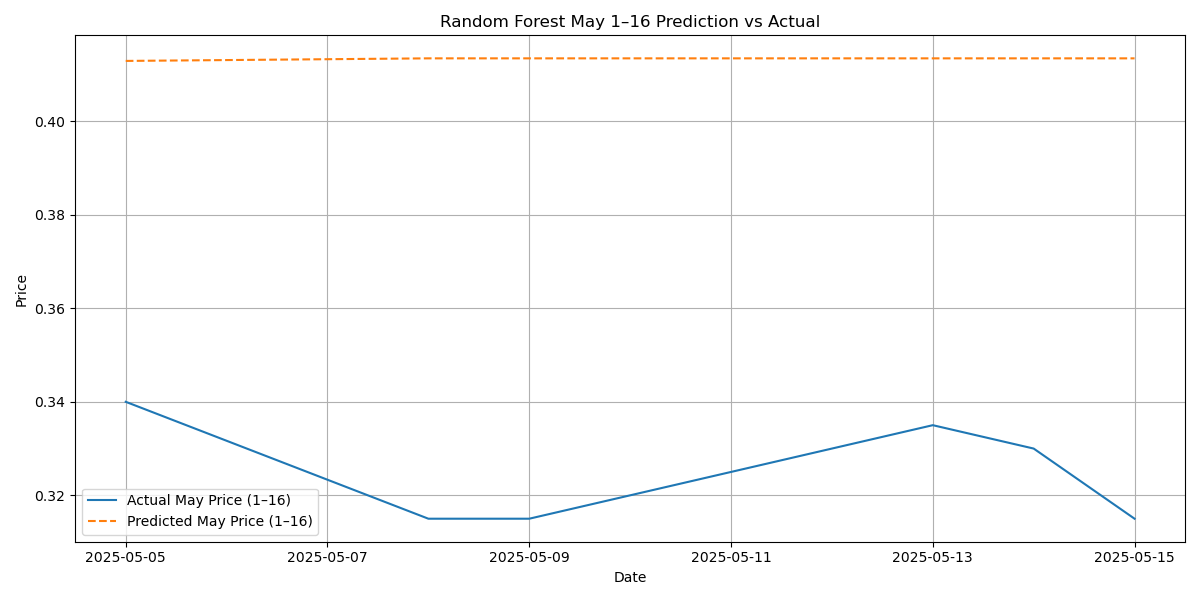 Random Forest May 1–16 Prediction vs Actual
0.40
0.38
0.36
0.34
0.32
Price
Actual May Price (1–16)
Predicted May Price (1–16)
2025-05-05
2025-05-07
2025-05-09
2025-05-11
2025-05-13
2025-05-15
Date